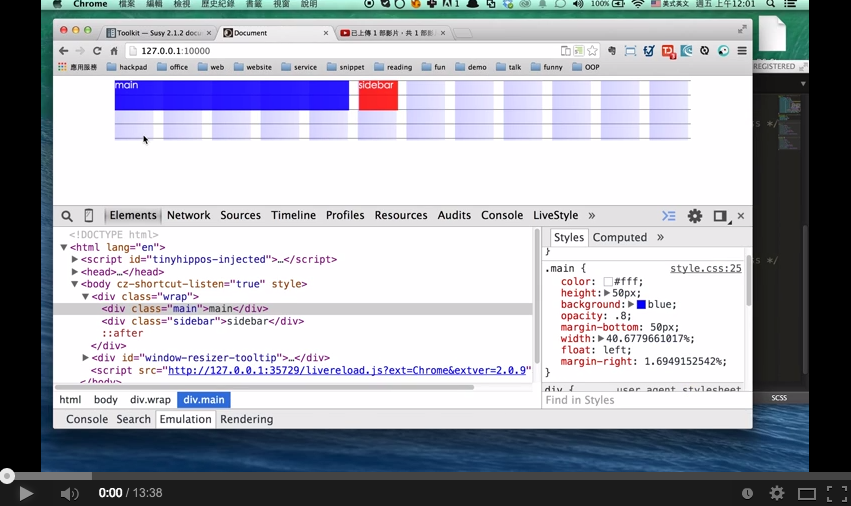 Chrome 檔案 編輯 檢視 歷史紀錄 書籤 視窗 說明 100% 美式英文 週五 上午12:01
Toolkit — Susy 2.1.2 docum Document 已上傳 1 部影片，共 1 部影
127.0.0.1:10000
應用服務 hackpad office web website service snippet reading fun demo talk funny OOP
EGISTERED
main sidebar
s */
s */
Elements Network Sources Timeline Profiles Resources Audits Console LiveStyle »
<!DOCTYPE html>
▼<html lang="en">
▶<script id="tinyhippos-injected">…</script>
▶<head>…</head>
▼<body cz-shortcut-listen="true" style>
▼<div class="wrap">
<div class="main">main</div>
<div class="sidebar">sidebar</div>
::after
</div>
▶<div id="window-resizer-tooltip">…</div>
<script src="http://127.0.0.1:35729/livereload.js?ext=Chrome&extver=2.0.9"
</body>
html body div.wrap div.main
Styles Computed »
}
.main { style.css:25
color: #fff;
height:▶50px;
background:▶blue;
opacity: .8;
margin-bottom: 50px;
width:▶40.6779661017%;
float: left;
margin-right: 1.6949152542%;
}
div { user agent stylesheet
Find in Styles
SCSS
Console Search Emulation Rendering
0:00 / 13:38